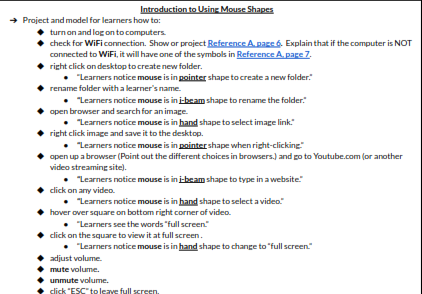 Introduction to Using Mouse Shapes
➔ Project and model for learners how to:
◆ turn on and log on to computers.
◆ check for WiFi connection. Show or project Reference A, page 6. Explain that if the computer is NOT
connected to WiFi, it will have one of the symbols in Reference A, page 7.
◆ right click on desktop to create new folder.
● "Learners notice mouse is in pointer shape to create a new folder."
◆ rename folder with a learner's name.
● "Learners notice mouse is in i-beam shape to rename the folder."
◆ open browser and search for an image.
● "Learners notice mouse is in hand shape to select image link."
◆ right click image and save it to the desktop.
● "Learners notice mouse is in pointer shape when right-clicking."
◆ open up a browser (Point out the different choices in browsers.) and go to Youtube.com (or another
video streaming site).
● "Learners notice mouse is in i-beam shape to type in a website."
◆ click on any video.
● "Learners notice mouse is in hand shape to select a video."
◆ hover over square on bottom right corner of video.
● "Learners see the words "full screen."
◆ click on the square to view it at full screen .
● "Learners notice mouse is in hand shape to change to "full screen."
◆ adjust volume.
◆ mute volume.
◆ unmute volume.
◆ click "ESC" to leave full screen.